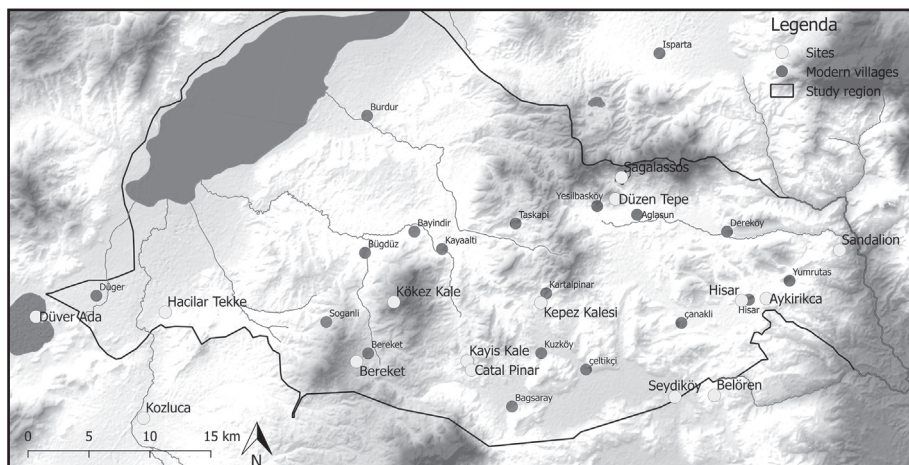 Legenda
Sites
Modern villages
Study region
Isparta
Burdur
Sagalassos
Yesilbasköy
Düzen Tepe
Aglasun
Taskapi
Dereköy
Bayindir
Kayaalti
Bügdüz
Sandalion
Düger
Hacilar Tekke
Düver Ada
Kökez Kale
Soganli
Kartalpinar
Kepez Kalesi
Yumrutas
Hisar
Hisar
Aykirikca
çanakli
Bereket
Bereket
Kayis Kale
Catal Pinar
Kuzköy
çeltikçi
Bagsaray
Seydiköy
Belören
Kozluca
0 5 10 15 km
N